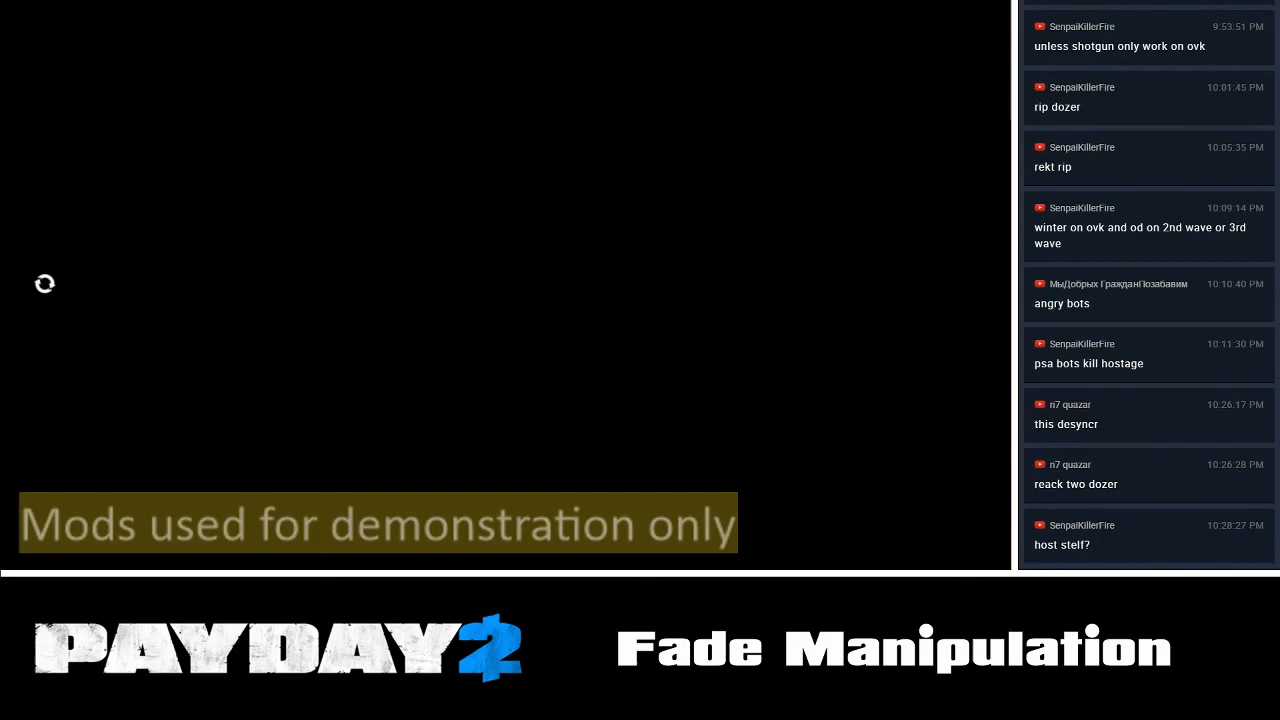 SenpaiKillerFire 9:53:51 PM
unless shotgun only work on ovk
SenpaiKillerFire 10:01:45 PM
rip dozer
SenpaiKillerFire 10:05:35 PM
rekt rip
SenpaiKillerFire 10:09:14 PM
winter on ovk and od on 2nd wave or 3rd
wave
МыДобрых ГражданПозабавим 10:10:40 PM
angry bots
SenpaiKillerFire 10:11:30 PM
psa bots kill hostage
n7 quazar 10:26:17 PM
this desyncr
n7 quazar 10:26:28 PM
reack two dozer
SenpaiKillerFire 10:28:27 PM
host stelf?
Mods used for demonstration only
PAYDAY 2
Fade Manipulation